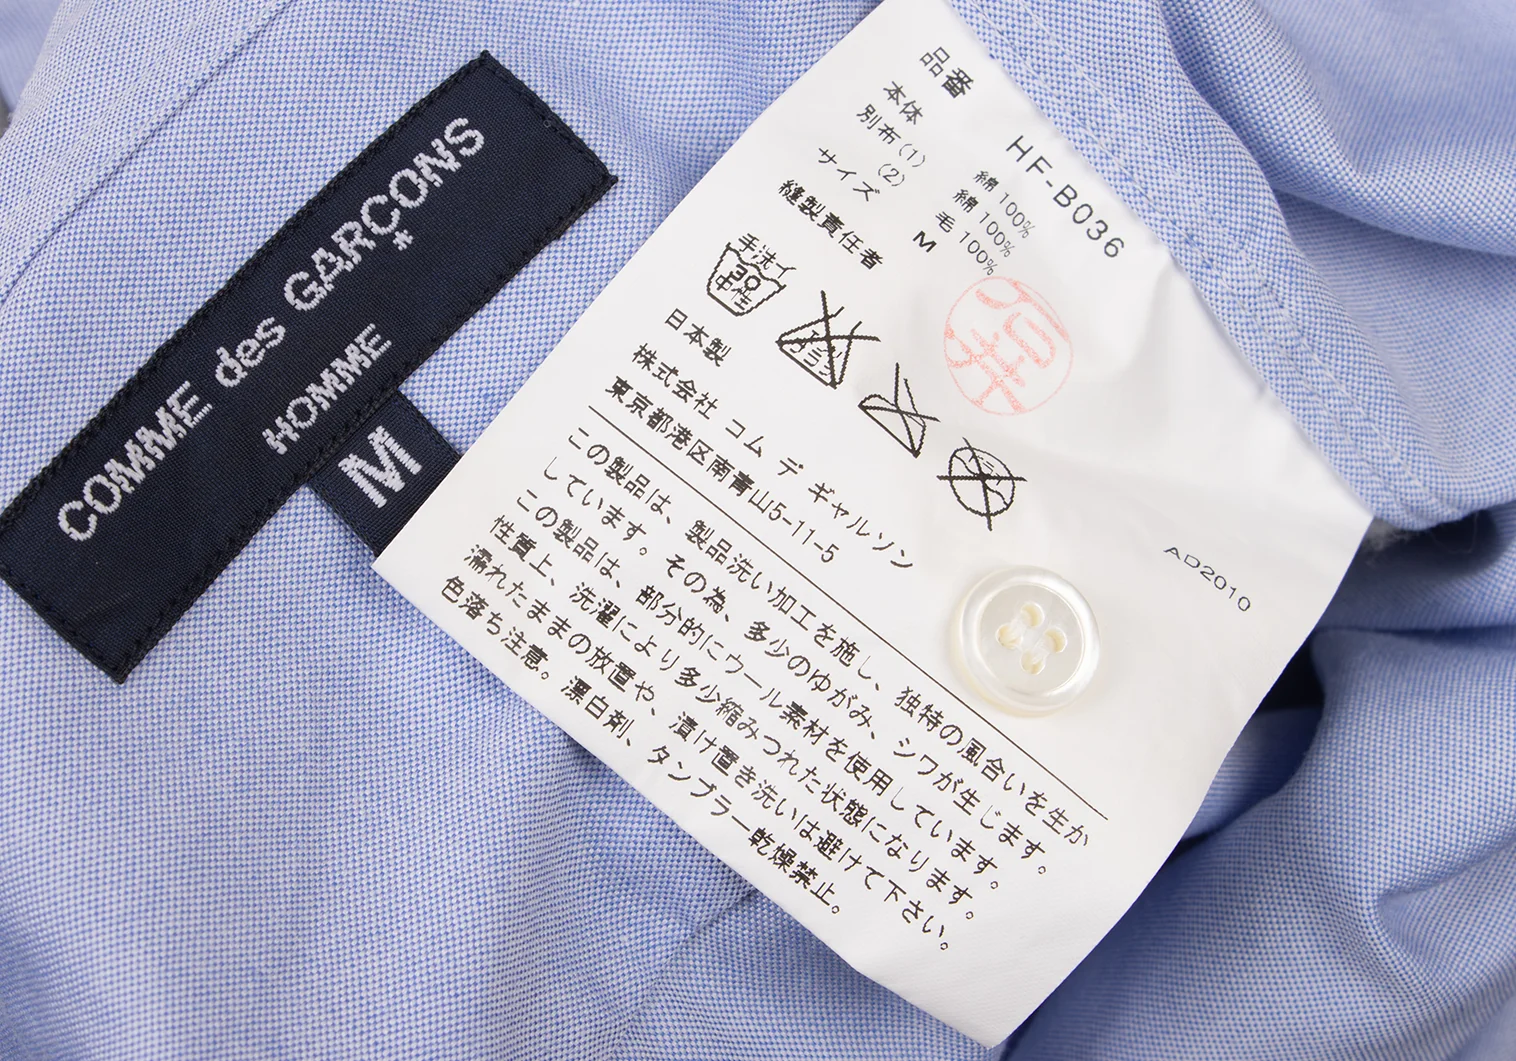 COMME des GARÇONS
HOMME
M
品番 HF-B036
本体 綿 100%
別布(1) 綿 100%
(2) 毛 100%
サイズ M
縫製責任者
手洗イ
30
中性
日本製
株式会社 コム デ ギャルソン
東京都港区南青山5-11-5
AD2010
この製品は、製品洗い加工を施し、独特の風合いを生か
しています。その為、多少のゆがみ、シワが生じます。
この製品は、部分的にウール素材を使用しています。
性質上、洗濯により多少縮みつれた状態になります。
濡れたままの放置や、漬け置き洗いは避けて下さい。
色落ち注意。漂白剤、タンブラー乾燥禁止。